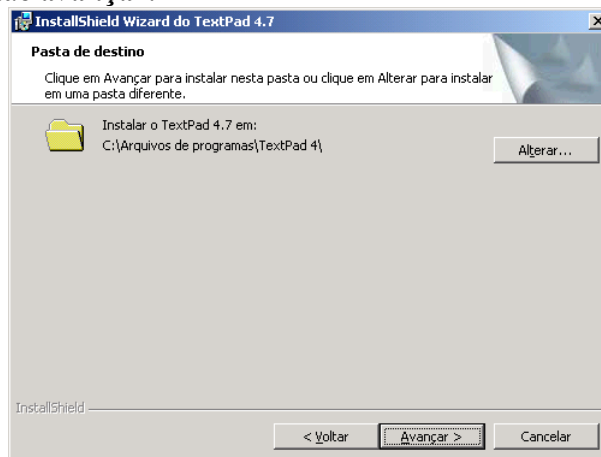 InstallShield Wizard do TextPad 4.7
Pasta de destino
Clique em Avançar para instalar nesta pasta ou clique em Alterar para instalar
em uma pasta diferente.
Instalar o TextPad 4.7 em:
C:\Arquivos de programas\TextPad 4\
Alterar...
InstallShield
< Voltar
Avançar >
Cancelar